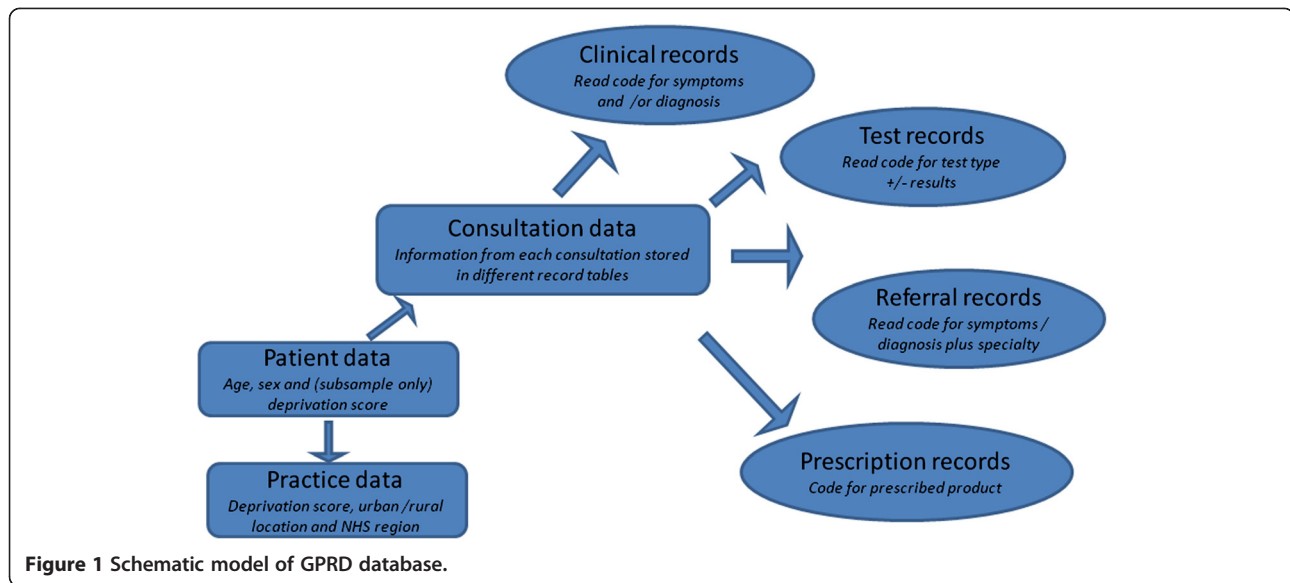 Clinical records
Read code for symptoms
and /or diagnosis
Test records
Read code for test type
+/- results
Consultation data
Information from each consultation stored
in different record tables
Referral records
Read code for symptoms /
diagnosis plus specialty
Patient data
Age, sex and (subsample only)
deprivation score
Prescription records
Code for prescribed product
Practice data
Deprivation score, urban /rural
location and NHS region
Figure 1 Schematic model of GPRD database.